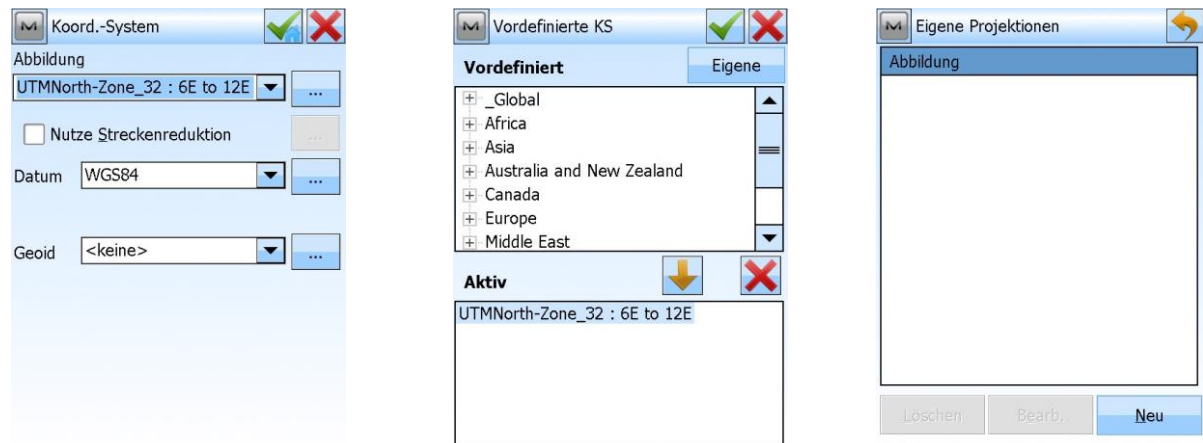 Koord.-System
Abbildung
UTMNorth-Zone_32 : 6E to 12E
...
Nutze Streckenreduktion
...
Datum WGS84 ...
Geoid <keine> ...
Vordefinierte KS
Vordefiniert Eigene
_Global
Africa
Asia
Australia and New Zealand
Canada
Europe
Middle East
Aktiv
UTMNorth-Zone_32 : 6E to 12E
Eigene Projektionen
Abbildung
Löschen Bearb. Neu